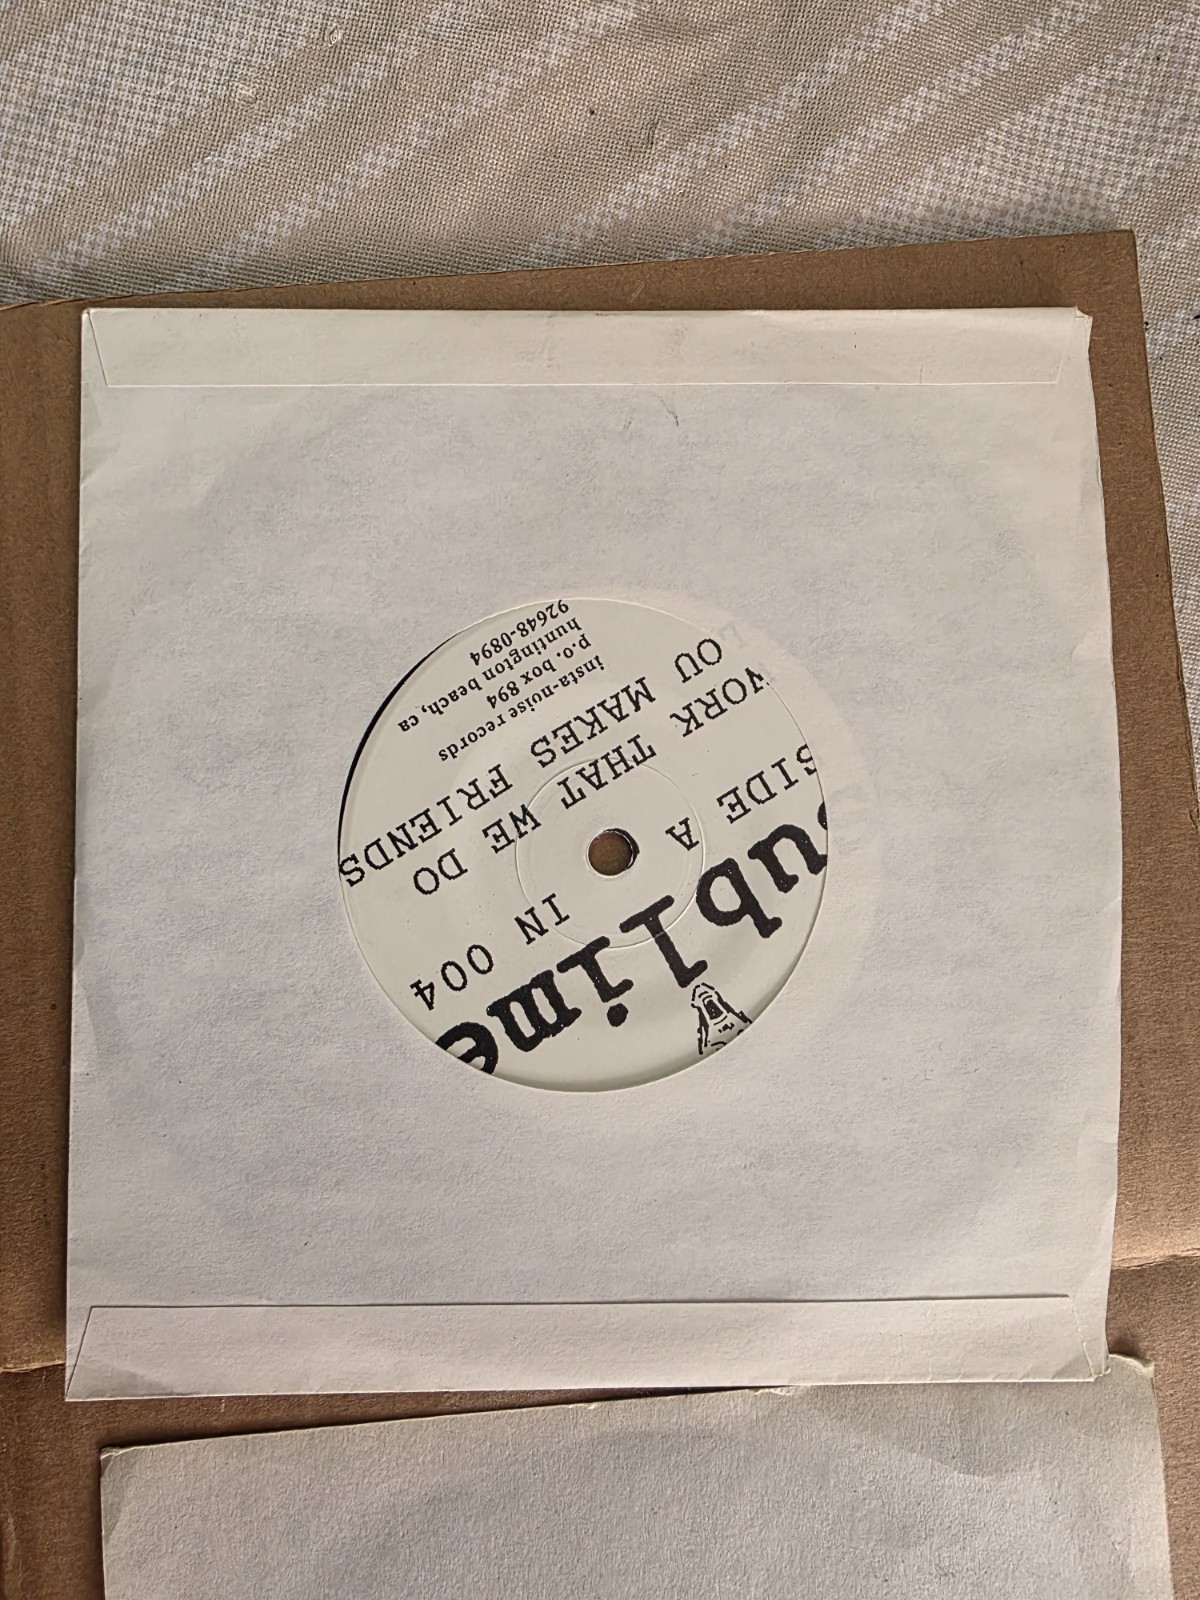 sublime
SIDE A IN 004
WORK THAT WE DO
OU MAKES FRIENDS
insta-noise records
p.o. box 894
huntington beach, ca
92648-0894